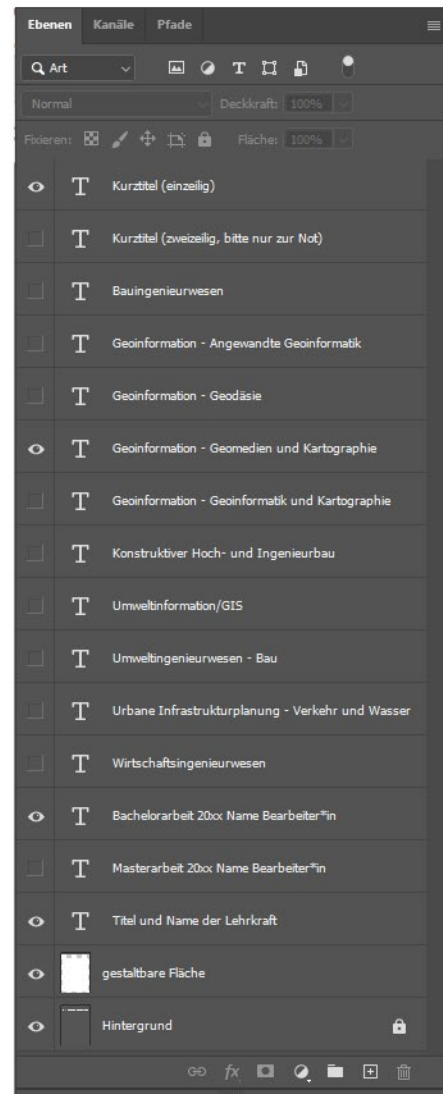 Ebenen Kanäle Pfade
Art
Normal Deckkraft: 100%
Fixieren: Fläche: 100%
Kurztitel (einzeilig)
Kurztitel (zweizeilig, bitte nur zur Not)
Bauingenieurwesen
Geoinformation - Angewandte Geoinformatik
Geoinformation - Geodäsie
Geoinformation - Geomedien und Kartographie
Geoinformation - Geoinformatik und Kartographie
Konstruktiver Hoch- und Ingenieurbau
Umweltinformation/GIS
Umweltingenieurwesen - Bau
Urbane Infrastrukturplanung - Verkehr und Wasser
Wirtschaftsingenieurwesen
Bachelorarbeit 20xx Name Bearbeiter*in
Masterarbeit 20xx Name Bearbeiter*in
Titel und Name der Lehrkraft
gestaltbare Fläche
Hintergrund
fx